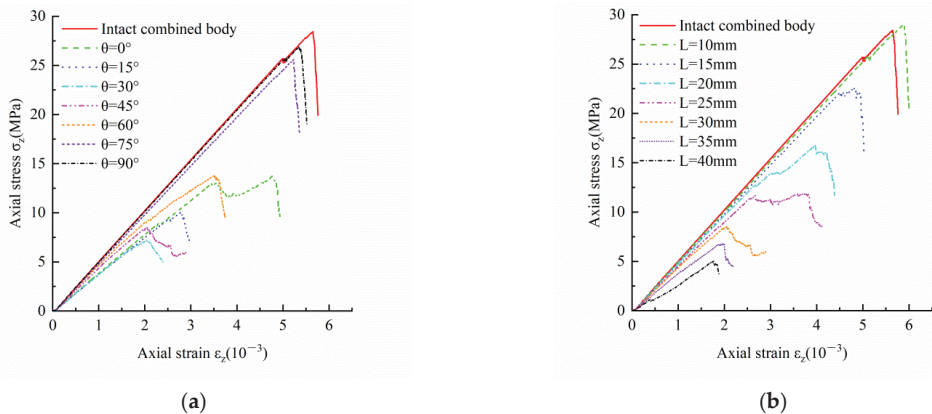 Intact combined body
θ=0°
θ=15°
θ=30°
θ=45°
θ=60°
θ=75°
θ=90°
30
25
20
15
10
5
0
Axial stress σz(MPa)
0 1 2 3 4 5 6
Axial strain εz(10−3)
(a)
Intact combined body
L=10mm
L=15mm
L=20mm
L=25mm
L=30mm
L=35mm
L=40mm
30
25
20
15
10
5
0
Axial stress σz(MPa)
0 1 2 3 4 5 6
Axial strain εz(10−3)
(b)